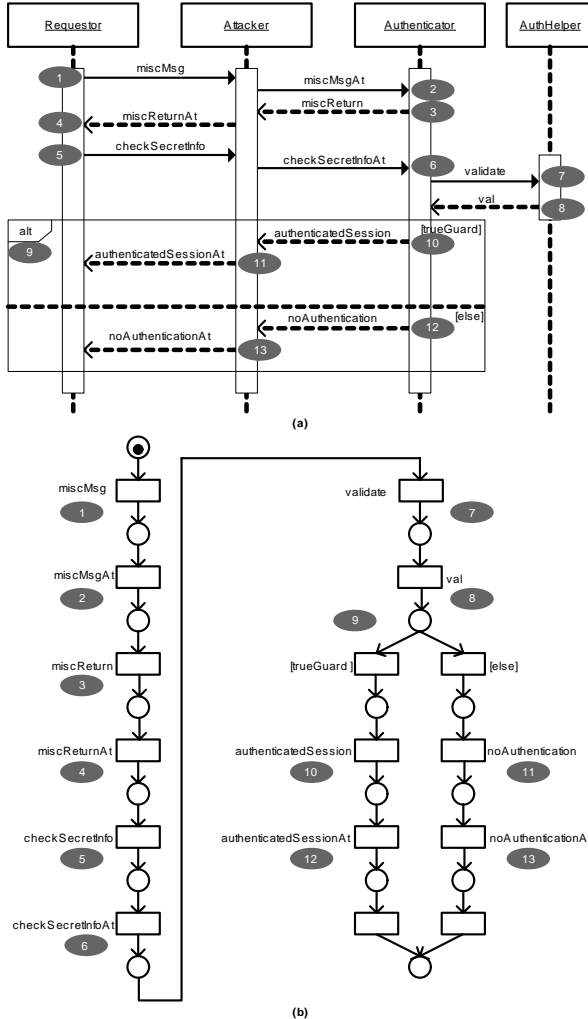 Requestor Attacker Authenticator AuthHelper
1 miscMsg
miscMsgAt 2
miscReturn 3
4 miscReturnAt
5 checkSecretInfo
checkSecretInfoAt 6
validate 7
val 8
alt
9
authenticatedSession [trueGuard]
10
authenticatedSessionAt 11
noAuthentication 12 [else]
noAuthenticationAt 13
(a)
miscMsg
1
miscMsgAt
2
miscReturn
3
miscReturnAt
4
checkSecretInfo
5
checkSecretInfoAt
6
validate
7
val
8
9
[trueGuard ] [else]
authenticatedSession noAuthentication
10 11
authenticatedSessionAt noAuthenticationA
12 13
(b)